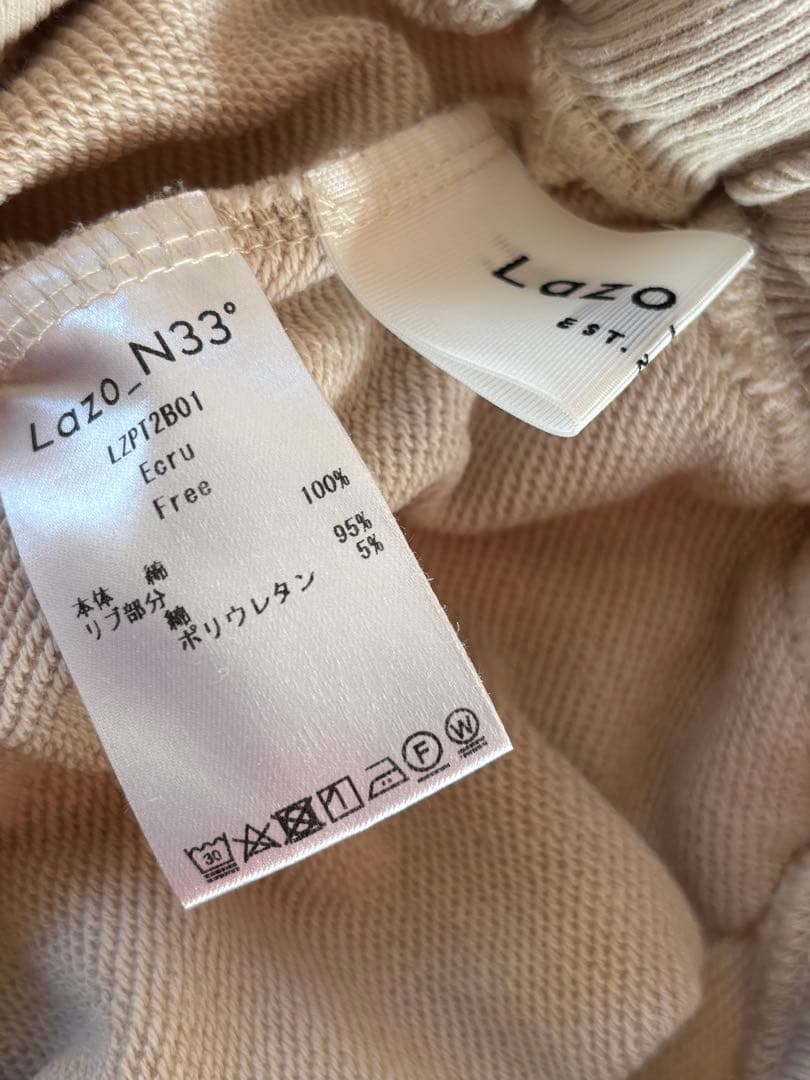 Lazo_N33°
LZPT2B01
Ecru
Free
本体 綿 100%
リブ部分 綿 95%
ポリウレタン 5%
30
F
W
Lazo
EST.